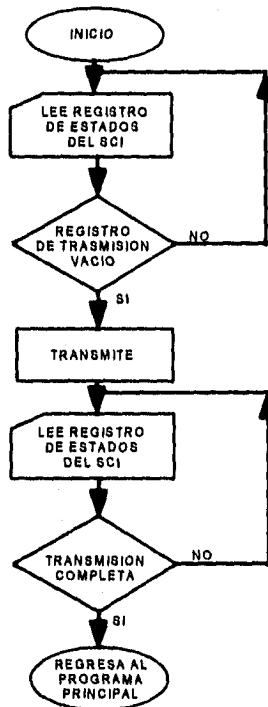 INICIO
LEE REGISTRO
DE ESTADOS
DEL SCI
REGISTRO
DE TRASMISION
VACIO
NO
SI
TRANSMITE
LEE REGISTRO
DE ESTADOS
DEL SCI
TRANSMISION
COMPLETA
NO
SI
REGRESA AL
PROGRAMA
PRINCIPAL